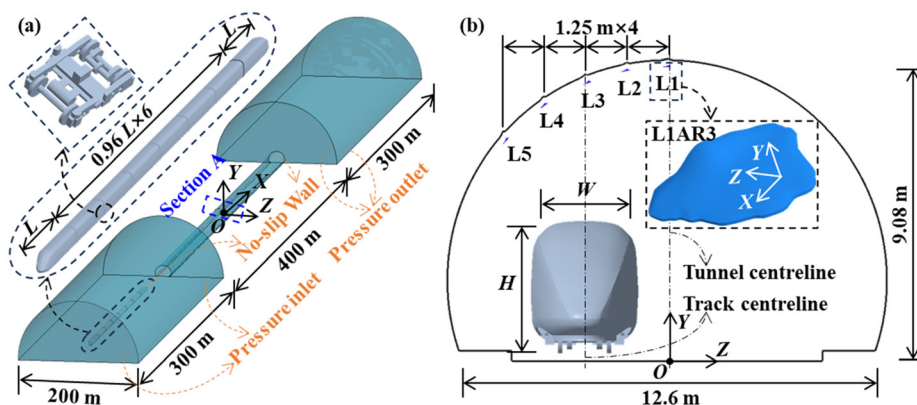 (a)
L
0.96 L×6
L
Section A
Y
X
Z
O
No-slip Wall
Pressure inlet
Pressure outlet
300 m
400 m
300 m
200 m
(b)
1.25 m×4
L5
L4
L3
L2
L1
L1AR3
Y
Z
X
W
H
9.08 m
Tunnel centreline
Track centreline
Y
Z
O
12.6 m